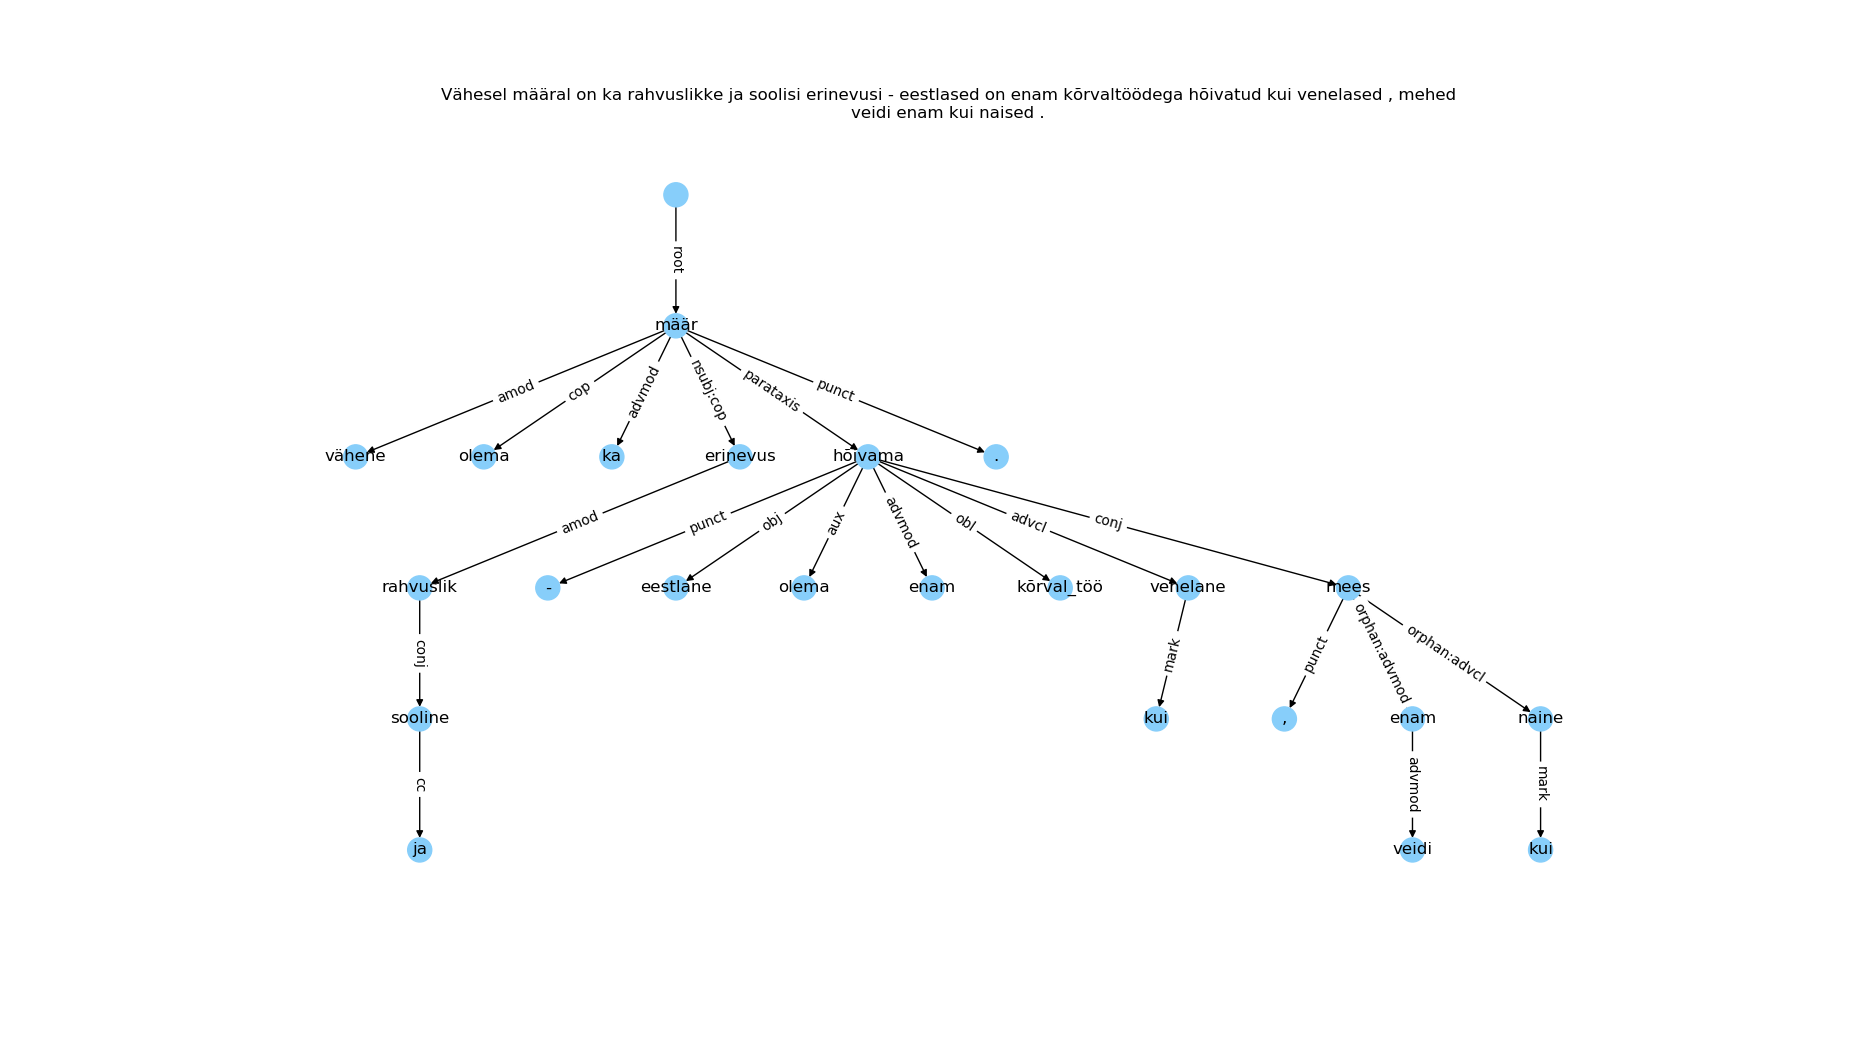 Vähesel määral on ka rahvuslikke ja soolisi erinevusi - eestlased on enam kõrvaltöödega hõivatud kui venelased , mehed
veidi enam kui naised .
root
määr
amod cop advmod nsubj:cop parataxis punct
vähene olema ka erinevus hõivama .
amod punct obj aux advmod obl advcl conj
rahvuslik - eestlane olema enam kõrval_töö venelane mees
conj mark punct orphan:advmod orphan:advcl
sooline kui , enam naine
cc advmod mark
ja veidi kui